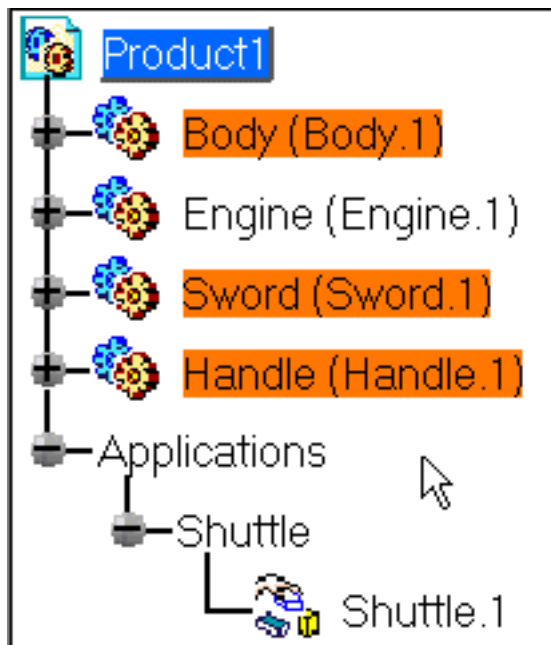 Product1
Body (Body.1)
Engine (Engine.1)
Sword (Sword.1)
Handle (Handle.1)
Applications
Shuttle
Shuttle.1